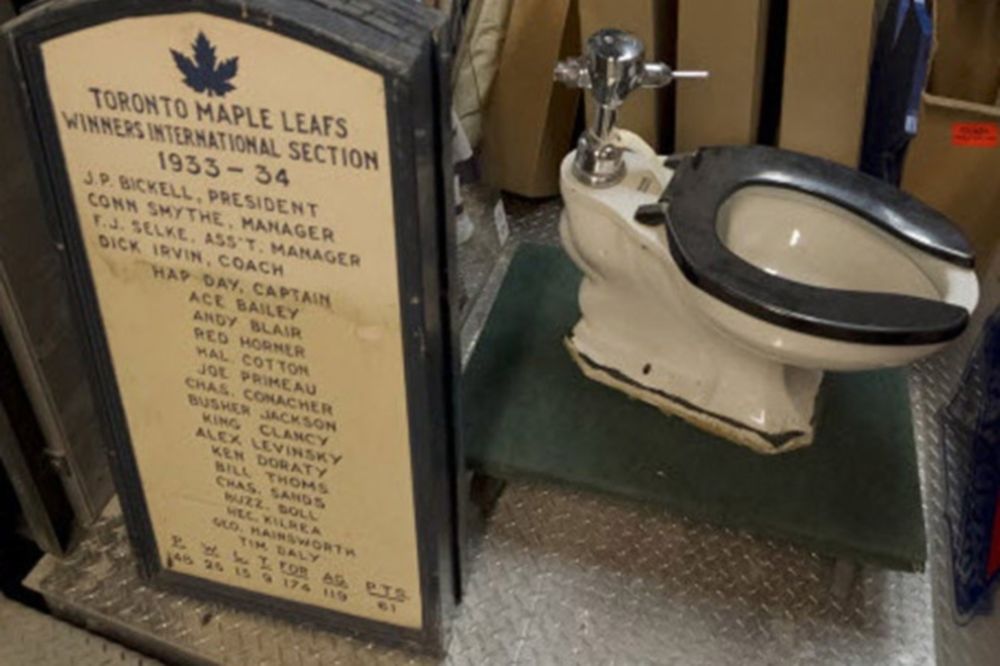 TORONTO MAPLE LEAFS
WINNERS INTERNATIONAL SECTION
1933 - 34
J.P. BICKELL, PRESIDENT
CONN SMYTHE, MANAGER
F.J. SELKE, ASS'T. MANAGER
DICK IRVIN, COACH
HAP DAY, CAPTAIN
ACE BAILEY
ANDY BLAIR
RED HORNER
HAL COTTON
JOE PRIMEAU
CHAS. CONACHER
BUSHER JACKSON
KING CLANCY
ALEX LEVINSKY
KEN DORATY
BILL THOMS
CHAS. SANDS
BUZZ. BOLL
HEC. KILREA
GEO. HAINSWORTH
TIM DALY
P. W. L. T. FOR AG. P.T.S.
48 26 13 9 174 119 61